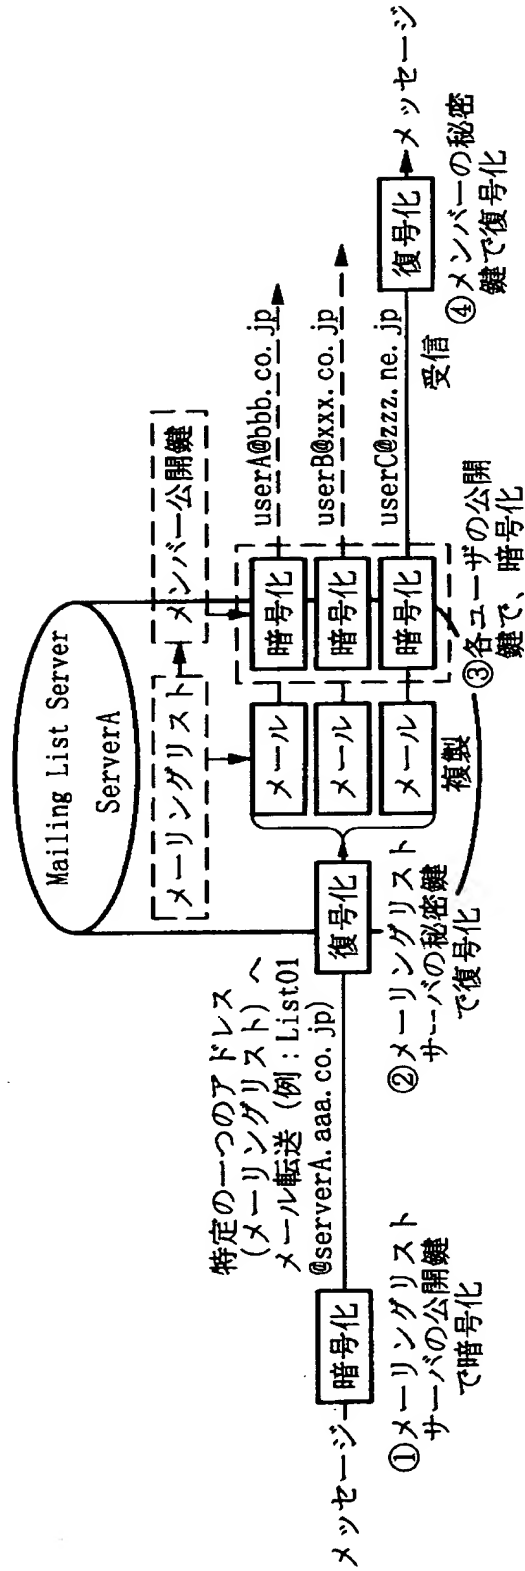 Mailing List Server
ServerA
メーリングリスト
メンバー公開鍵
特定の一つのアドレス
(メーリングリスト) へ
メール転送 (例:List01
@serverA.aaa.co.jp)
メッセージ
暗号化
復号化
メール
メール
メール
複製
暗号化
暗号化
暗号化
userA@bbb.co.jp
userB@xxx.co.jp
userC@zzz.ne.jp
受信
復号化
メッセージ
①メーリングリスト
サーバの公開鍵
で暗号化
②メーリングリスト
サーバの秘密鍵
で復号化
③各ユーザの公開
鍵で、暗号化
④メンバーの秘密
鍵で復号化